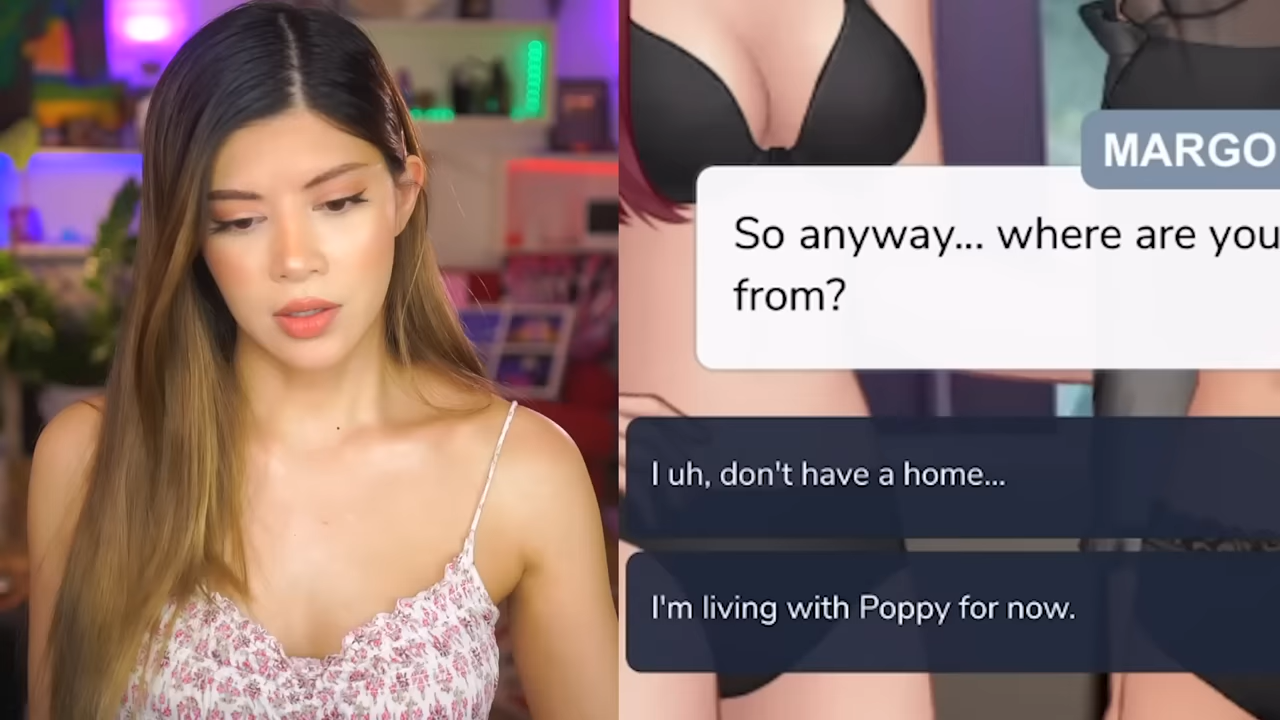 MARGO
So anyway... where are you
from?
I uh, don't have a home...
I'm living with Poppy for now.